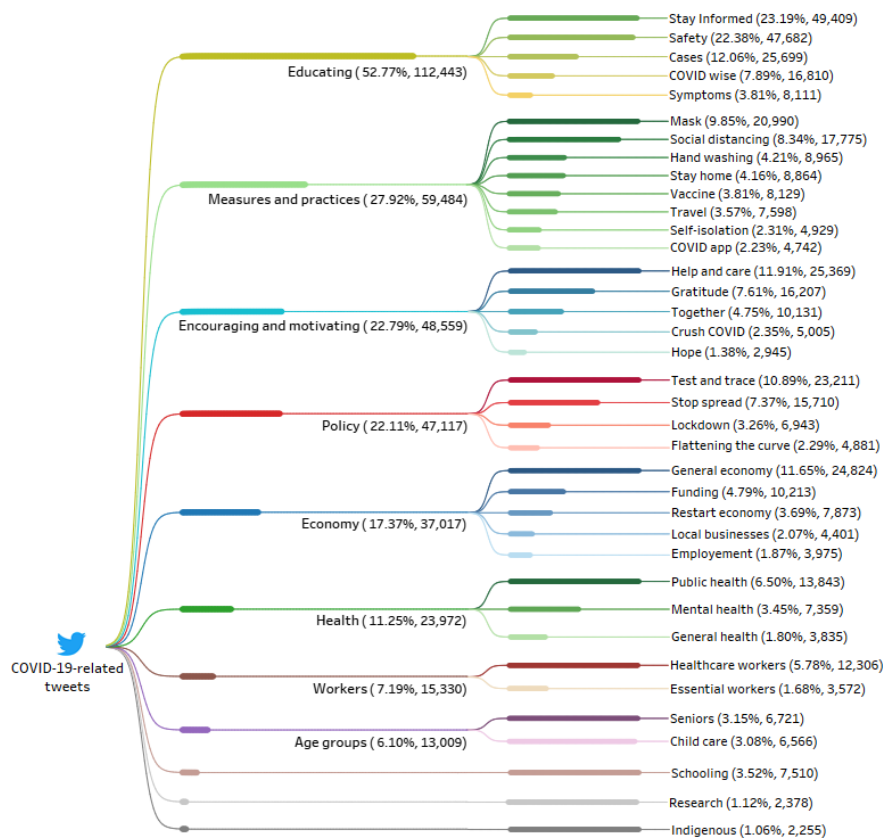 Stay Informed (23.19%, 49,409)
Safety (22.38%, 47,682)
Cases (12.06%, 25,699)
COVID wise (7.89%, 16,810)
Symptoms (3.81%, 8,111)
Educating ( 52.77%, 112,443)
Mask (9.85%, 20,990)
Social distancing (8.34%, 17,775)
Hand washing (4.21%, 8,965)
Stay home (4.16%, 8,864)
Vaccine (3.81%, 8,129)
Travel (3.57%, 7,598)
Self-isolation (2.31%, 4,929)
COVID app (2.23%, 4,742)
Measures and practices ( 27.92%, 59,484)
Help and care (11.91%, 25,369)
Gratitude (7.61%, 16,207)
Together (4.75%, 10,131)
Crush COVID (2.35%, 5,005)
Hope (1.38%, 2,945)
Encouraging and motivating ( 22.79%, 48,559)
Test and trace (10.89%, 23,211)
Stop spread (7.37%, 15,710)
Lockdown (3.26%, 6,943)
Flattening the curve (2.29%, 4,881)
Policy ( 22.11%, 47,117)
General economy (11.65%, 24,824)
Funding (4.79%, 10,213)
Restart economy (3.69%, 7,873)
Local businesses (2.07%, 4,401)
Employement (1.87%, 3,975)
Economy ( 17.37%, 37,017)
Public health (6.50%, 13,843)
Mental health (3.45%, 7,359)
General health (1.80%, 3,835)
Health ( 11.25%, 23,972)
COVID-19-related
tweets
Healthcare workers (5.78%, 12,306)
Essential workers (1.68%, 3,572)
Workers ( 7.19%, 15,330)
Seniors (3.15%, 6,721)
Child care (3.08%, 6,566)
Age groups ( 6.10%, 13,009)
Schooling (3.52%, 7,510)
Research (1.12%, 2,378)
Indigenous (1.06%, 2,255)